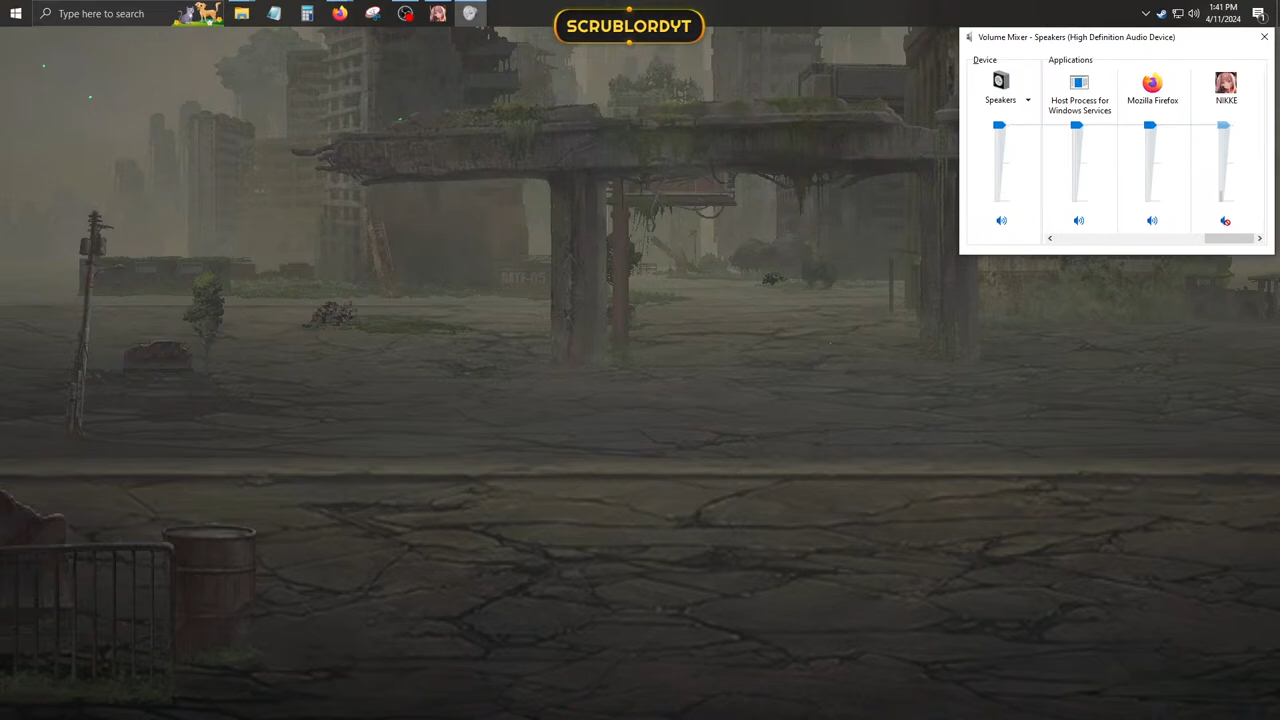 Type here to search
SCRUBLORDYT
1:41 PM
4/11/2024
1
Volume Mixer - Speakers (High Definition Audio Device)
Device
Applications
Speakers
Host Process for
Windows Services
Mozilla Firefox
NIKKE